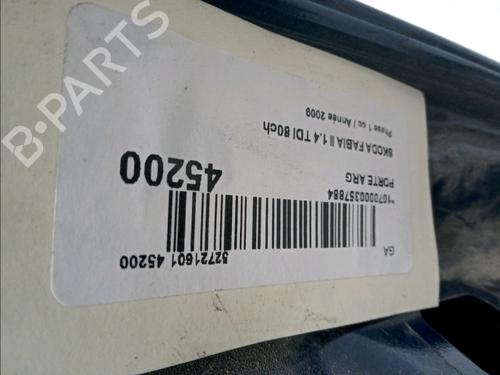 52721601 45200
GA
*1070000357884
PORTE ARG
45200
SKODA FABIA II 1.4 TDI 80ch
Phase 1 cc / Année 2009
B-PARTS